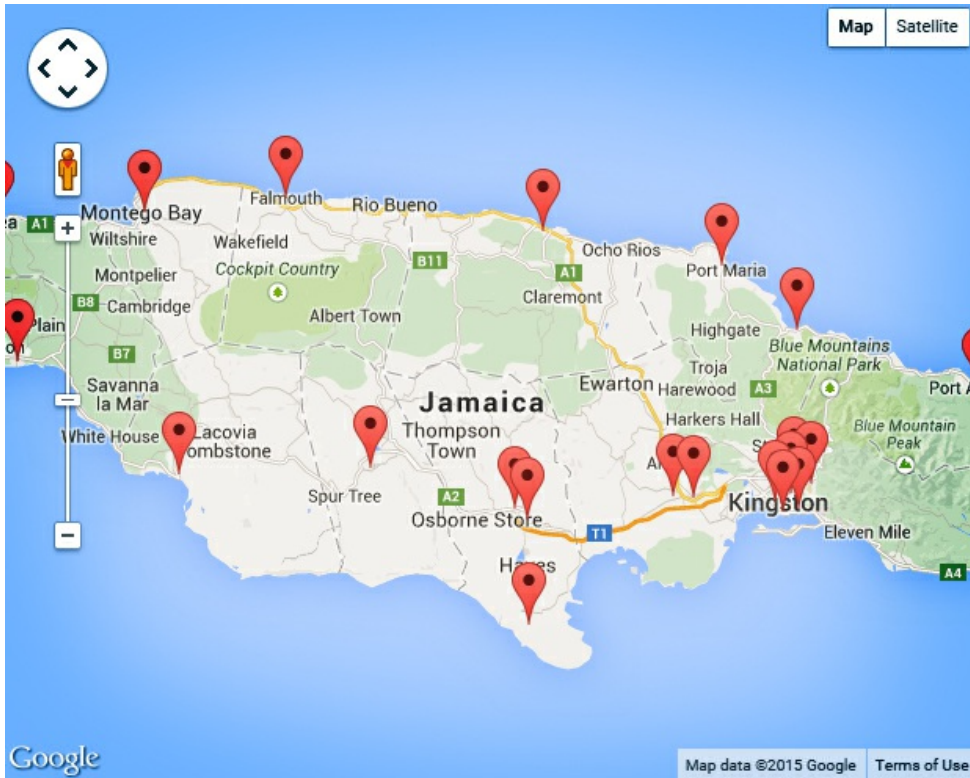 Map Satellite
Falmouth
Rio Bueno
Montego Bay
A1
Wiltshire
Wakefield
Ocho Rios
B11
Cockpit Country
Port Maria
Montpelier
A1
Claremont
B8
Cambridge
Albert Town
Plain
Highgate
Blue Mountains
National Park
B7
Troja
Savanna
la Mar
Ewarton
Harewood
A3
Port A
Jamaica
Harkers Hall
White House
Lacovia
Tombstone
Thompson
Town
Blue Mountain
Peak
Spur Tree
A2
Kingston
Osborne Store
T1
Eleven Mile
Hayes
A4
Google
Map data ©2015 Google
Terms of Use